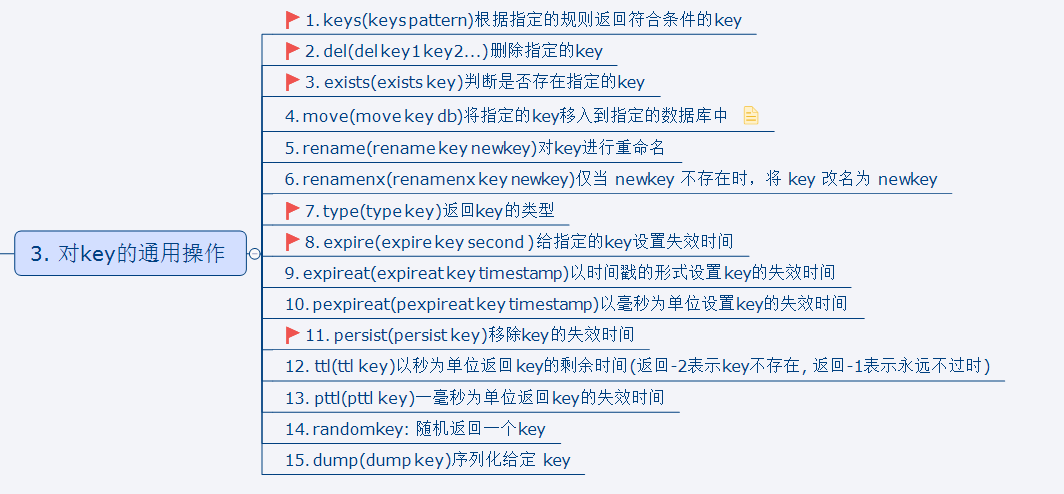 3. 对key的通用操作
1. keys(keys pattern)根据指定的规则返回符合条件的key
2. del(del key1 key2...)删除指定的key
3. exists(exists key)判断是否存在指定的key
4. move(move key db)将指定的key移入到指定的数据库中
5. rename(rename key newkey)对key进行重命名
6. renamenx(renamenx key newkey)仅当 newkey 不存在时，将 key 改名为 newkey
7. type(type key)返回key的类型
8. expire(expire key second )给指定的key设置失效时间
9. expireat(expireat key timestamp)以时间戳的形式设置key的失效时间
10. pexpireat(pexpireat key timestamp)以毫秒为单位设置key的失效时间
11. persist(persist key)移除key的失效时间
12. ttl(ttl key)以秒为单位返回key的剩余时间(返回-2表示key不存在, 返回-1表示永远不过时)
13. pttl(pttl key)一毫秒为单位返回key的失效时间
14. randomkey: 随机返回一个key
15. dump(dump key)序列化给定 key